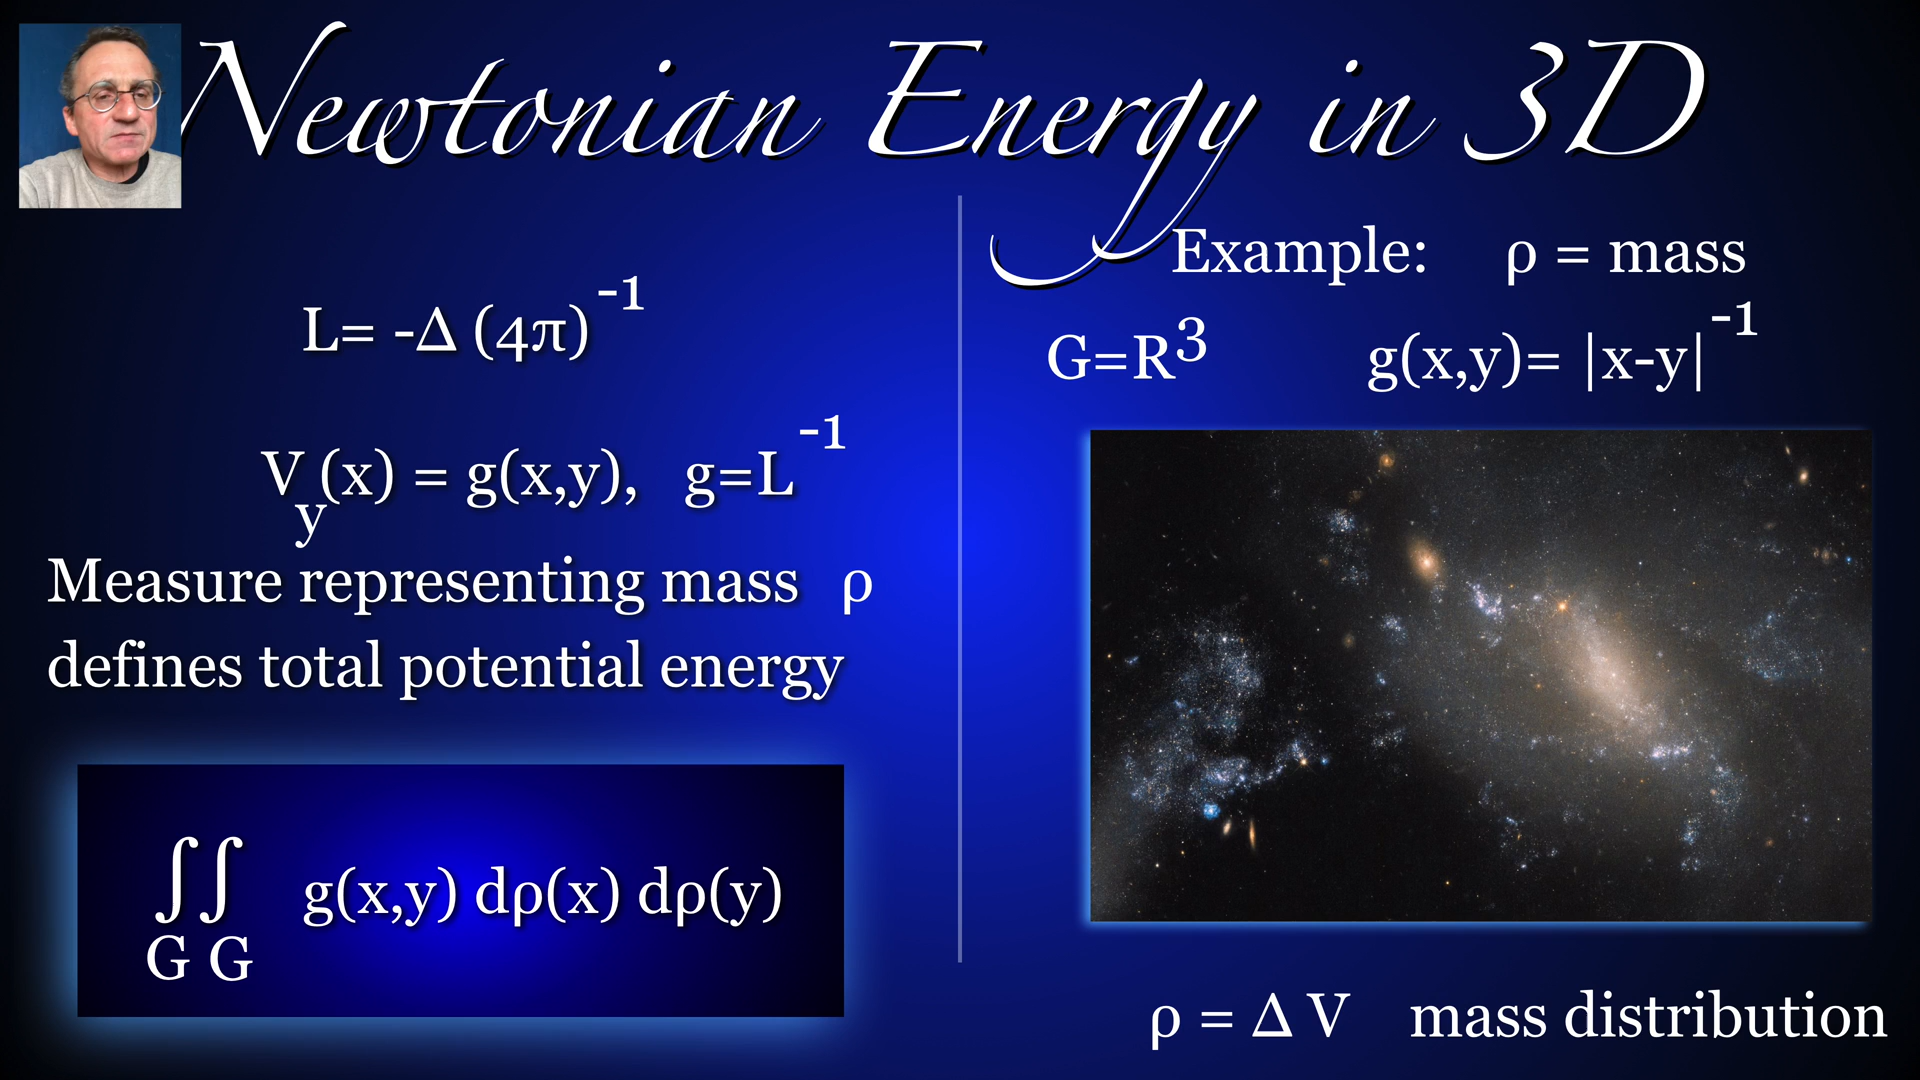 Newtonian Energy in 3D
L= -Δ (4π)⁻¹
V_y(x) = g(x,y), g=L⁻¹
Measure representing mass ρ
defines total potential energy
∫∫ g(x,y) dρ(x) dρ(y)
G G
Example: ρ = mass
G=R³ g(x,y)= |x-y|⁻¹
ρ = Δ V mass distribution